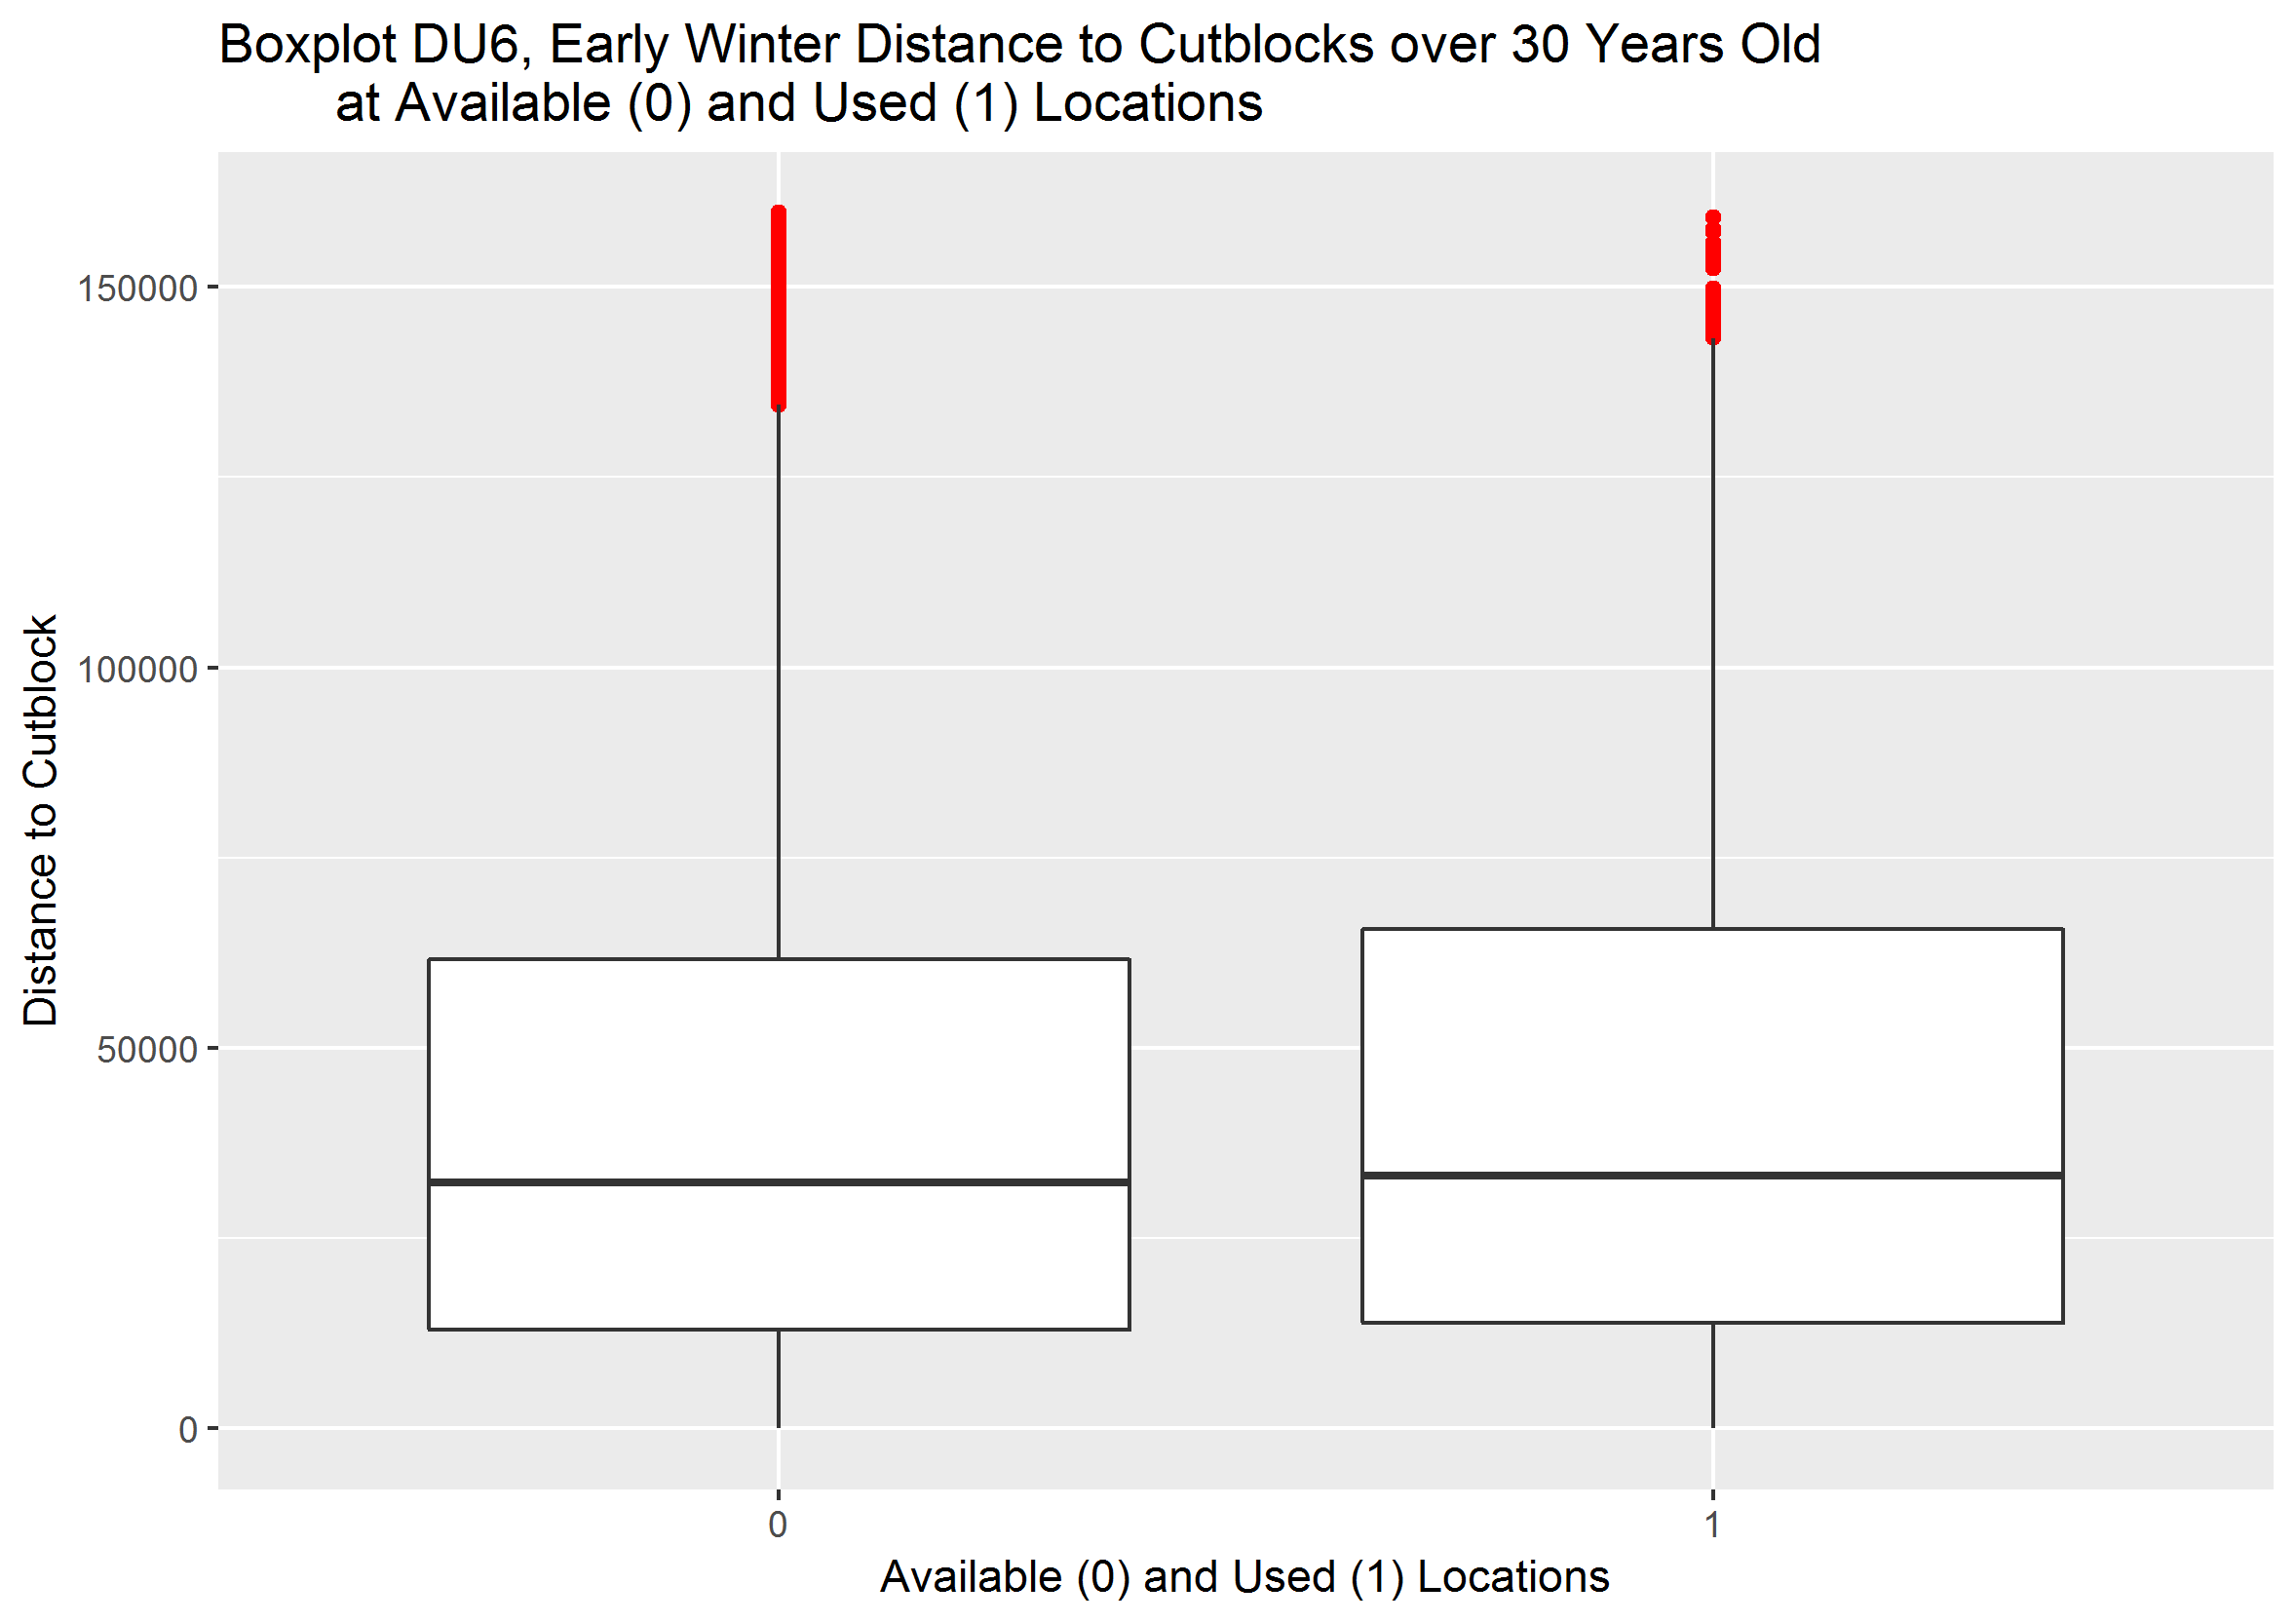 Boxplot DU6, Early Winter Distance to Cutblocks over 30 Years Old
at Available (0) and Used (1) Locations
Distance to Cutblock
150000
100000
50000
0
0
1
Available (0) and Used (1) Locations